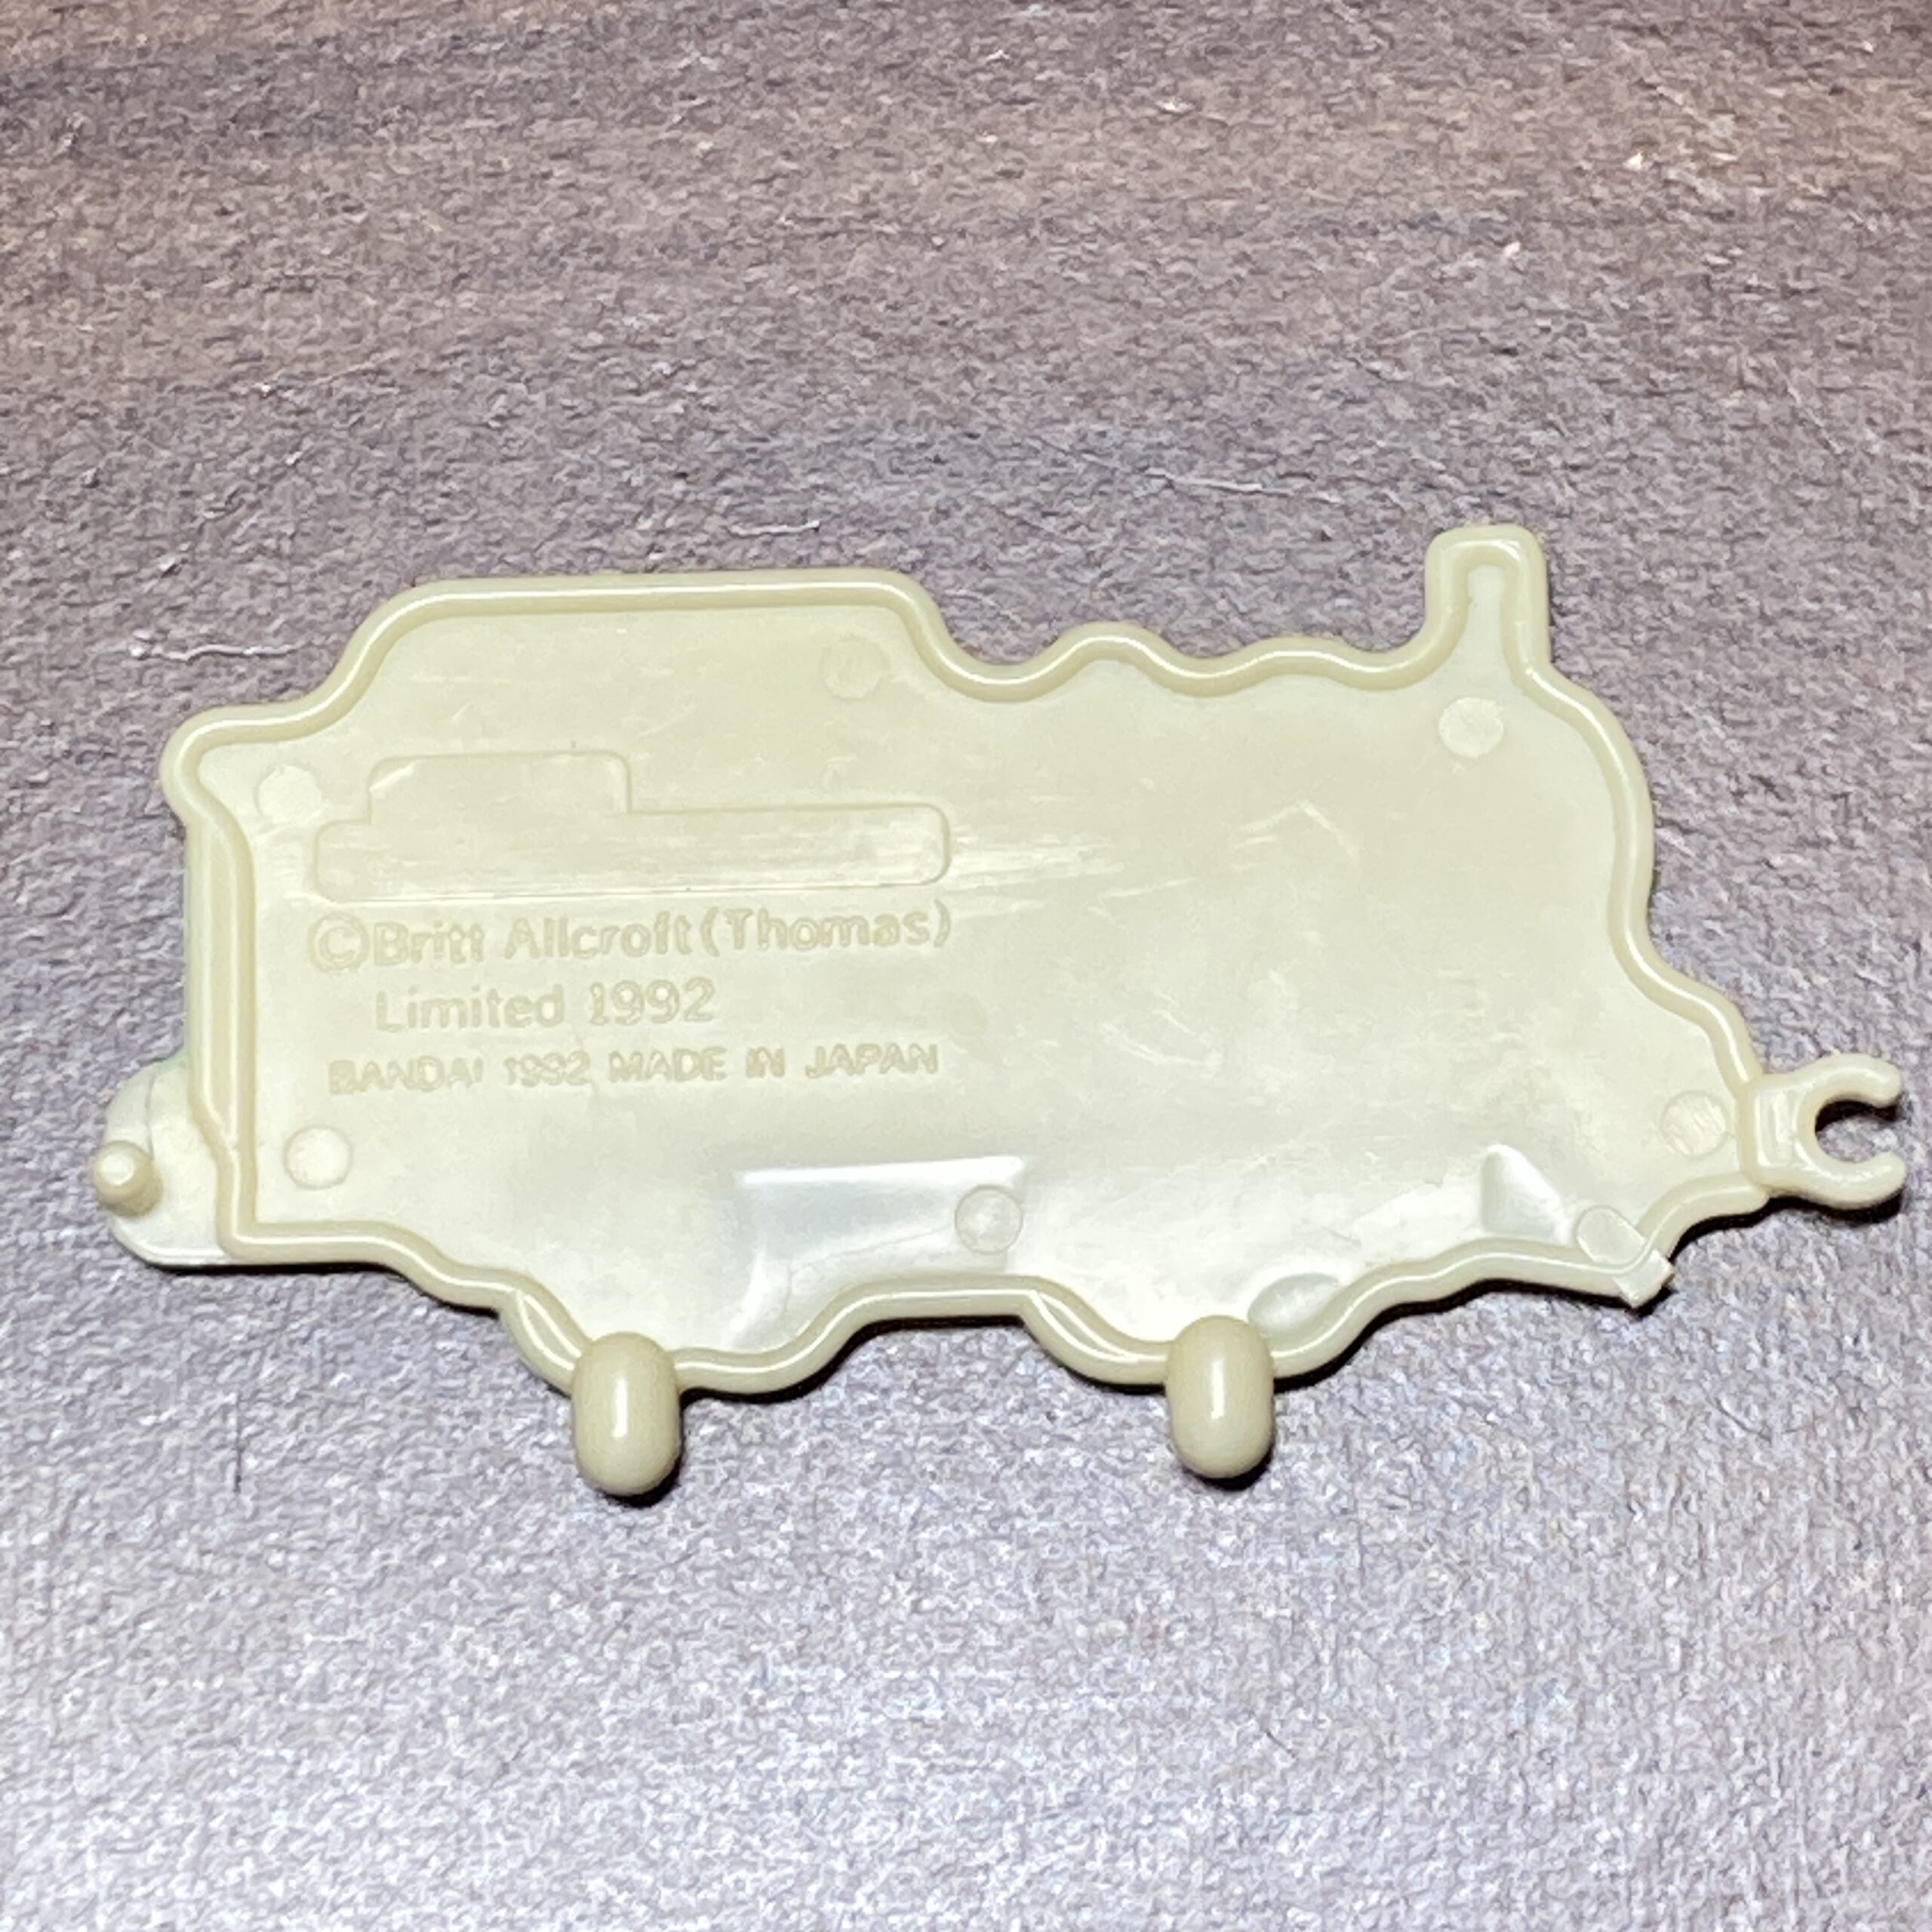 ©Britt Allcroft(Thomas)
Limited 1992
BANDAI 1992 MADE IN JAPAN